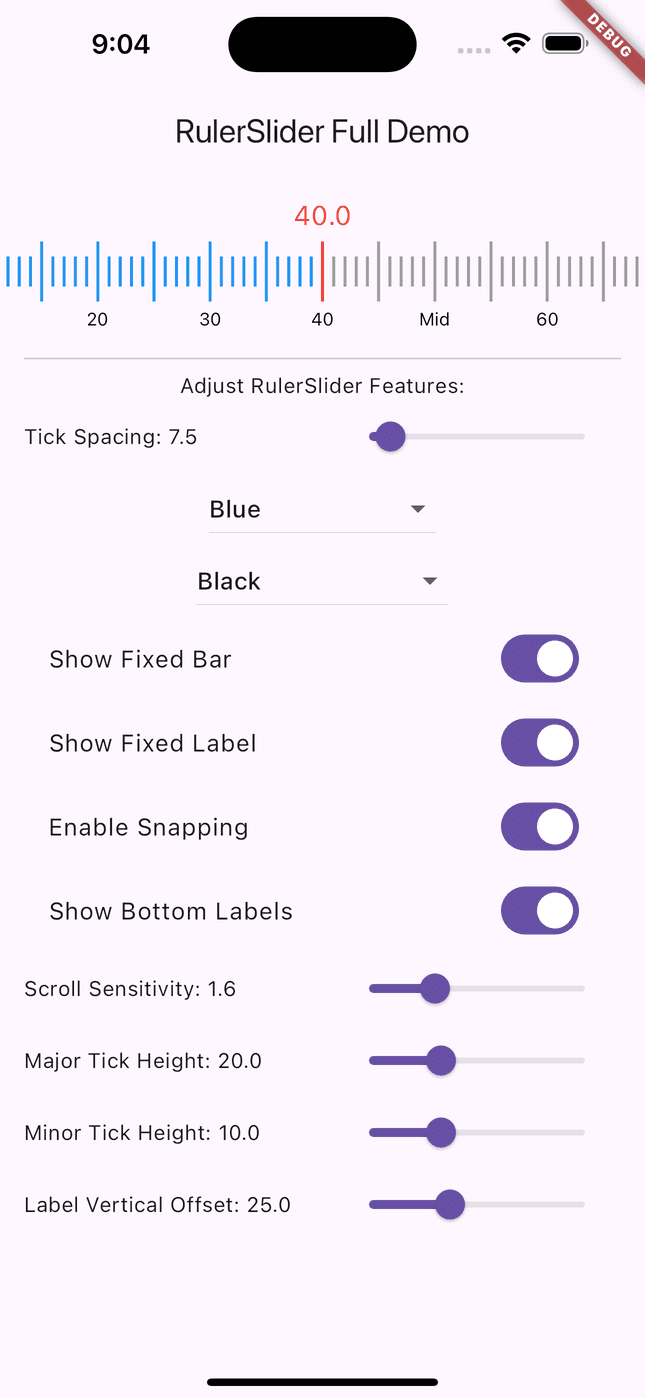 9:04
DEBUG
RulerSlider Full Demo
40.0
20 30 40 Mid 60
Adjust RulerSlider Features:
Tick Spacing: 7.5
Blue
Black
Show Fixed Bar
Show Fixed Label
Enable Snapping
Show Bottom Labels
Scroll Sensitivity: 1.6
Major Tick Height: 20.0
Minor Tick Height: 10.0
Label Vertical Offset: 25.0